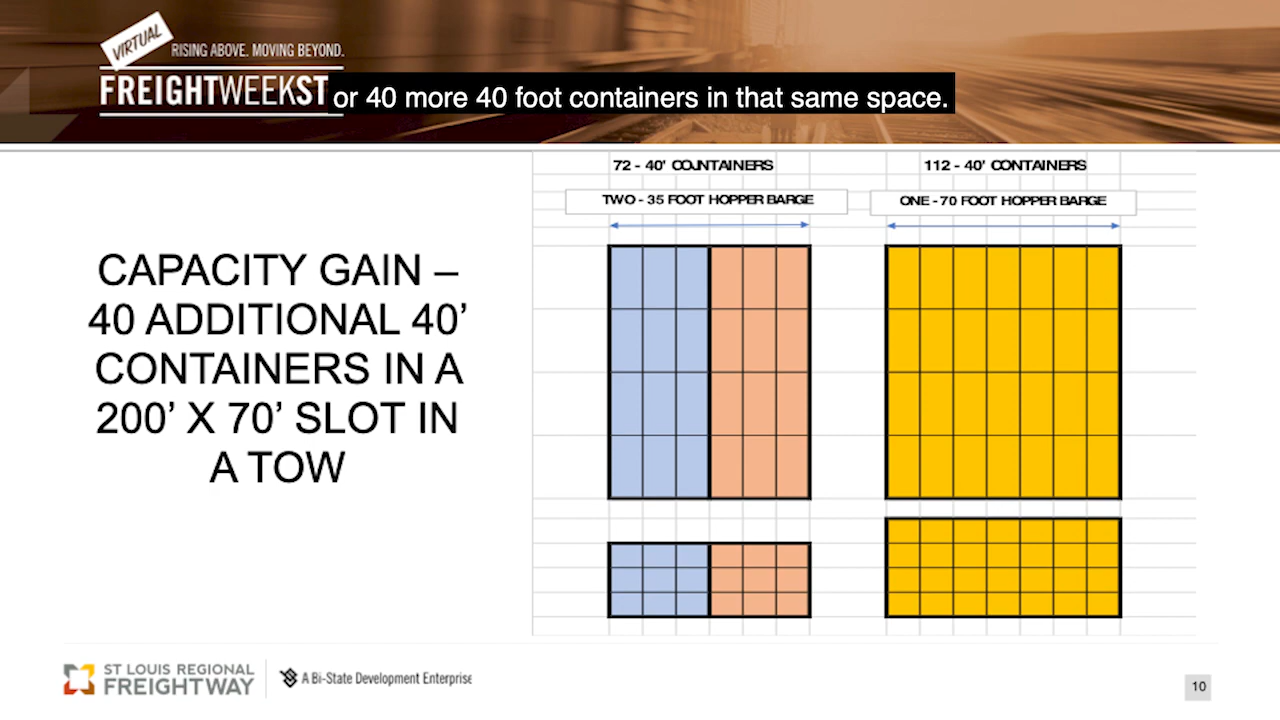 VIRTUAL
RISING ABOVE. MOVING BEYOND.
FREIGHTWEEKST
or 40 more 40 foot containers in that same space.
72 - 40' COUNTAINERS
112 - 40' CONTAINERS
TWO - 35 FOOT HOPPER BARGE
ONE - 70 FOOT HOPPER BARGE
CAPACITY GAIN –
40 ADDITIONAL 40’
CONTAINERS IN A
200’ X 70’ SLOT IN
A TOW
ST LOUIS REGIONAL
FREIGHTWAY
A Bi-State Development Enterprise
10